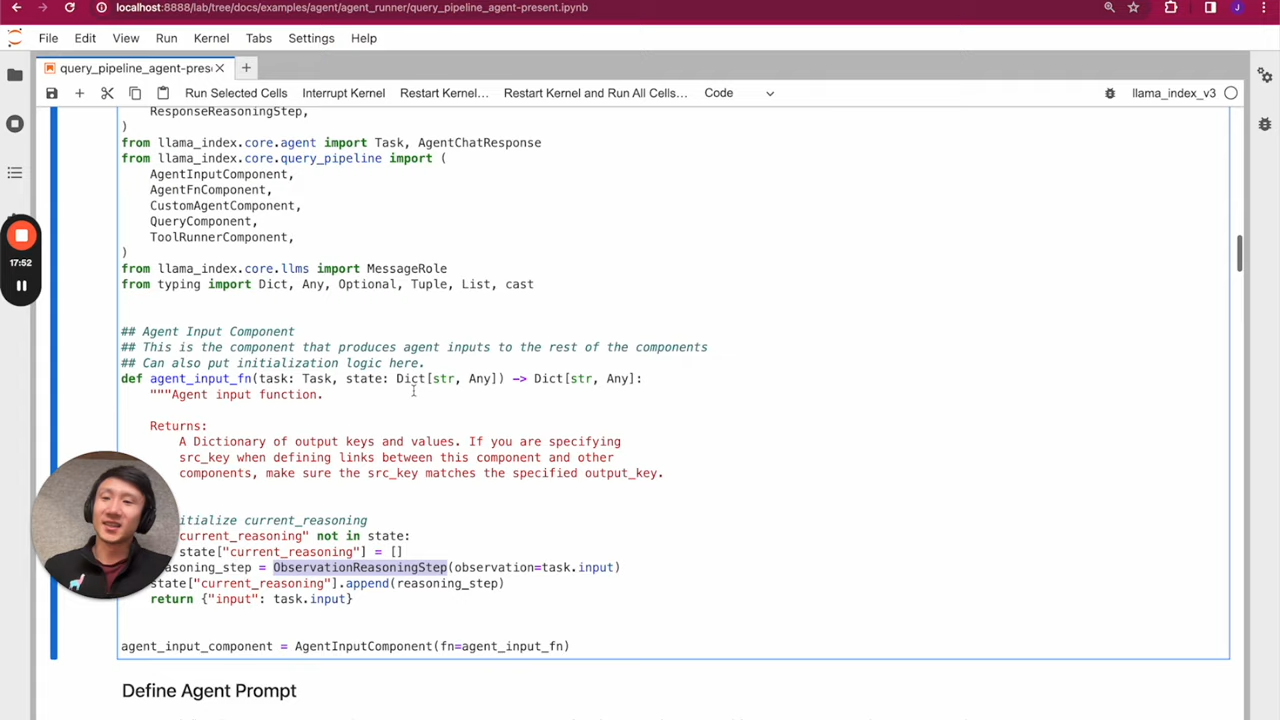 localhost:8888/lab/tree/docs/examples/agent/agent_runner/query_pipeline_agent-present.ipynb
J
File Edit View Run Kernel Tabs Settings Help
query_pipeline_agent-pres
Run Selected Cells Interrupt Kernel Restart Kernel… Restart Kernel and Run All Cells… Code llama_index_v3
ResponseReasoningStep,
)
from llama_index.core.agent import Task, AgentChatResponse
from llama_index.core.query_pipeline import (
AgentInputComponent,
AgentFnComponent,
CustomAgentComponent,
QueryComponent,
ToolRunnerComponent,
)
from llama_index.core.llms import MessageRole
from typing import Dict, Any, Optional, Tuple, List, cast
17:52
## Agent Input Component
## This is the component that produces agent inputs to the rest of the components
## Can also put initialization logic here.
def agent_input_fn(task: Task, state: Dict[str, Any]) -> Dict[str, Any]:
"""Agent input function.
Returns:
A Dictionary of output keys and values. If you are specifying
src_key when defining links between this component and other
components, make sure the src_key matches the specified output_key.
itialize current_reasoning
current_reasoning" not in state:
state["current_reasoning"] = []
asoning_step = ObservationReasoningStep(observation=task.input)
state["current_reasoning"].append(reasoning_step)
return {"input": task.input}
agent_input_component = AgentInputComponent(fn=agent_input_fn)
Define Agent Prompt